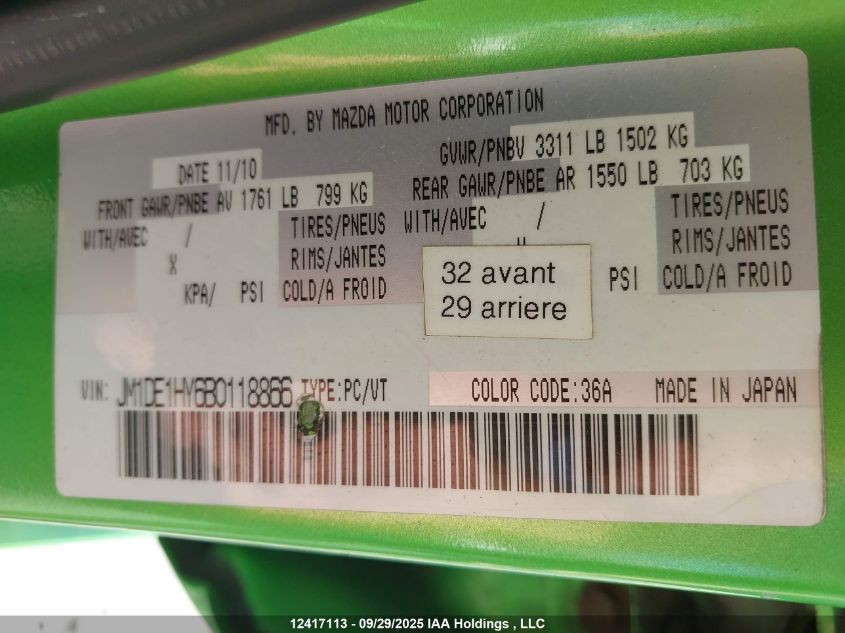 MFD. BY MAZDA MOTOR CORPORATION
DATE 11/10
GVWR/PNBV 3311 LB 1502 KG
FRONT GAWR/PNBE AV 1761 LB 799 KG
REAR GAWR/PNBE AR 1550 LB 703 KG
WITH/AVEC / TIRES/PNEUS
X RIMS/JANTES
KPA/ PSI COLD/A FROID
WITH/AVEC / TIRES/PNEUS
RIMS/JANTES
PSI COLD/A FROID
32 avant
29 arriere
VIN: JM1DE1HY6B0118866 TYPE:PC/VT COLOR CODE:36A MADE IN JAPAN
12417113 - 09/29/2025 IAA Holdings , LLC